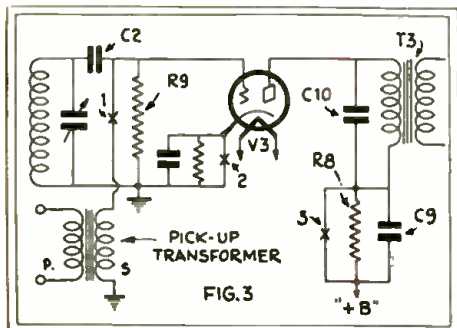 C2
T3
R9
1
C10
V3
2
R8
3
C9
PICK-UP
TRANSFORMER
P.
S.
FIG.3
"+B"